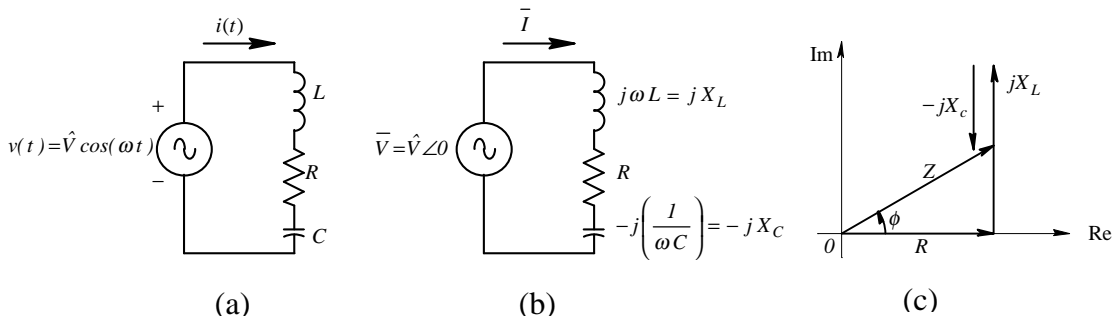 i(t)
L
+
v(t)=V̂ cos(ωt)
R
−
C
(a)
I̅
jωL = jX_L
V̅=V̂∠0
R
−j(1/ωC)=−jX_C
(b)
Im
jX_L
−jX_c
Z
ϕ
0
R
Re
(c)